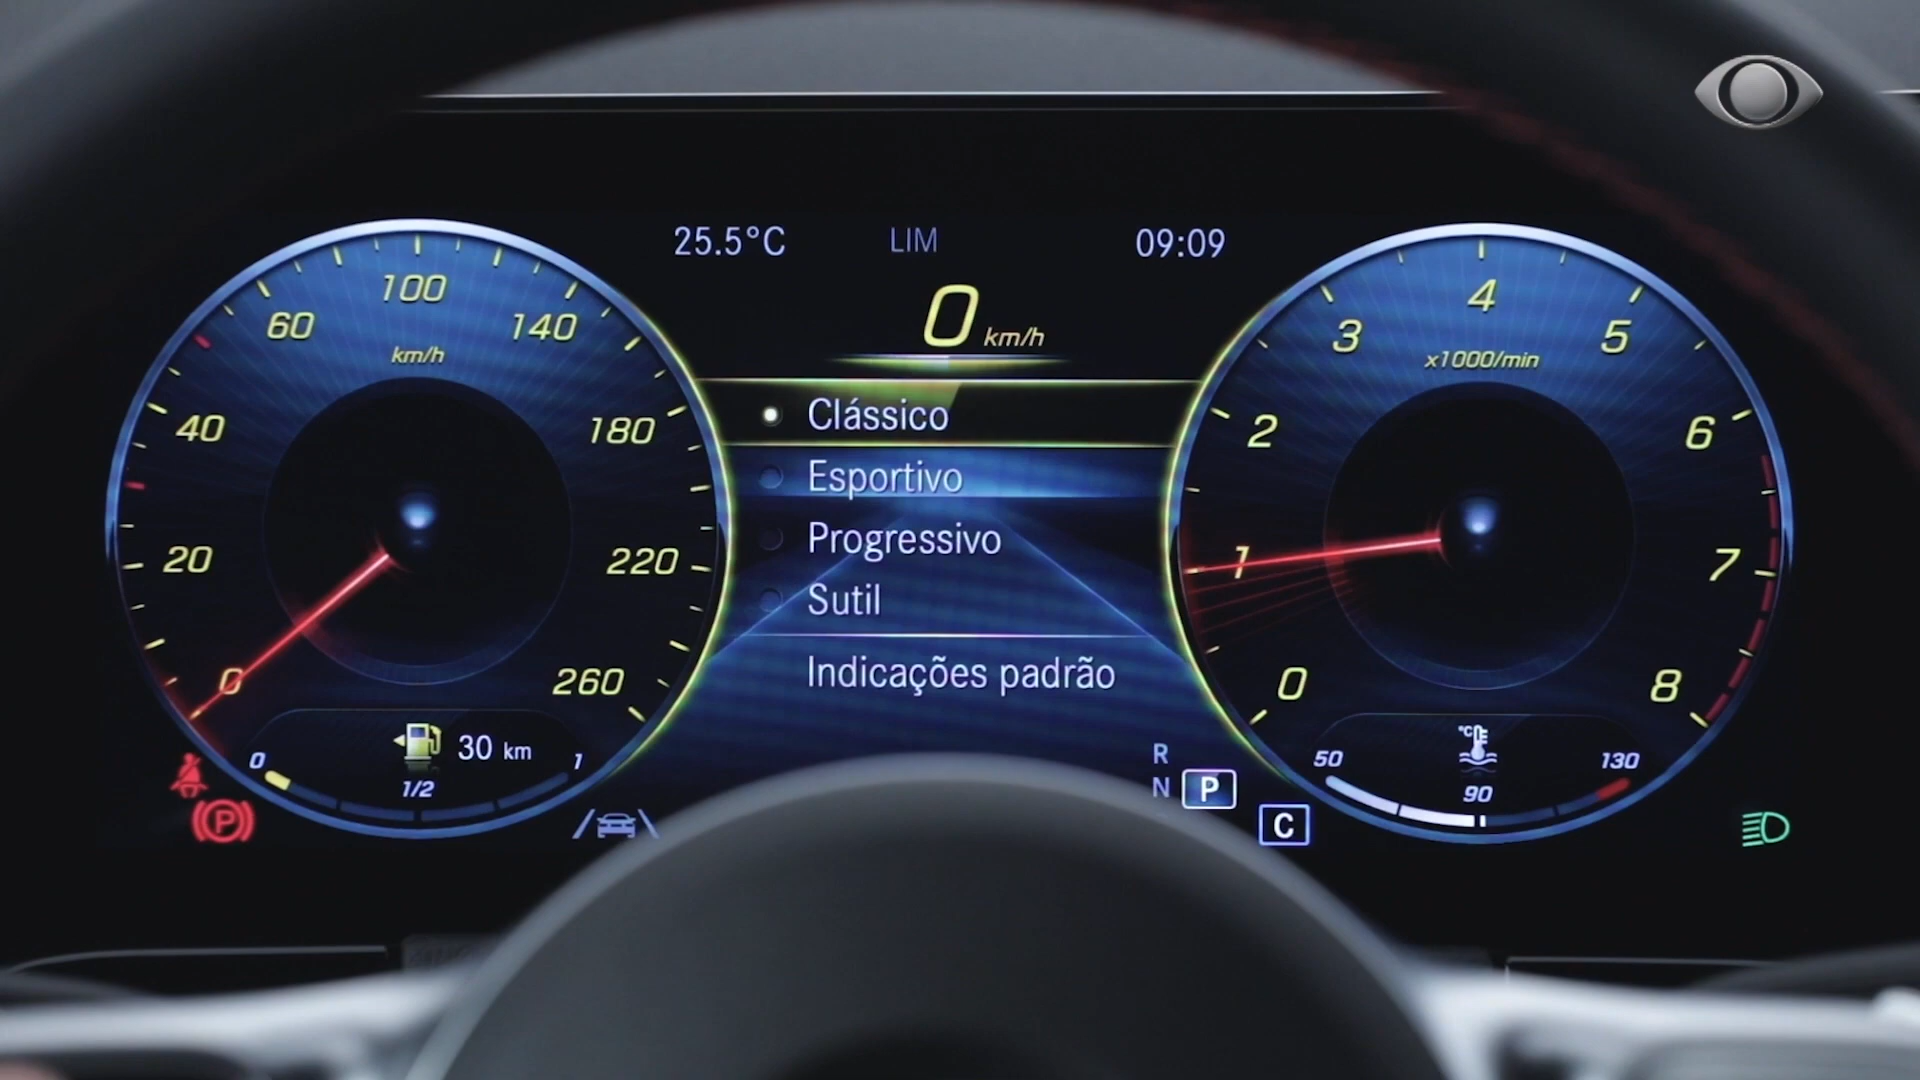 25.5°C LIM 09:09
0 km/h
0 20 40 60 100 140 180 220 260
km/h
Clássico
Esportivo
Progressivo
Sutil
Indicações padrão
0 1 2 3 4 5 6 7 8
x1000/min
30 km
0 1/2 1
R
N P
C
°C
50 90 130
P